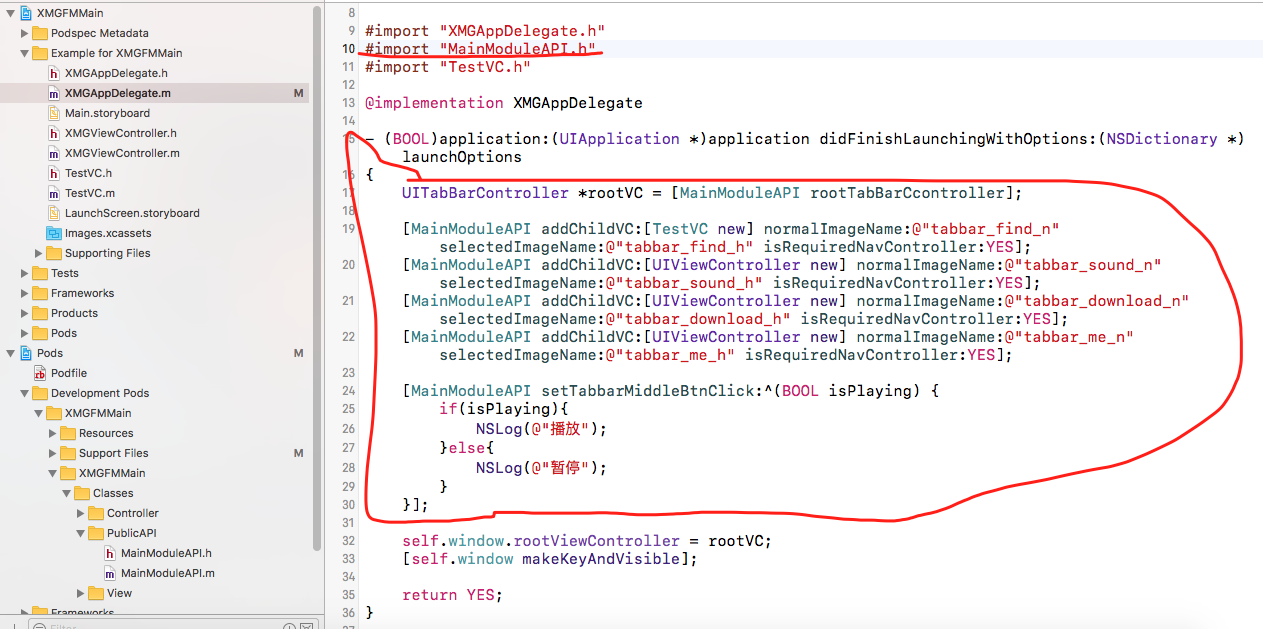 XMGFMMain
Podspec Metadata
Example for XMGFMMain
XMGAppDelegate.h
XMGAppDelegate.m M
Main.storyboard
XMGViewController.h
XMGViewController.m
TestVC.h
TestVC.m
LaunchScreen.storyboard
Images.xcassets
Supporting Files
Tests
Frameworks
Products
Pods
Pods M
Podfile
Development Pods
XMGFMMain
Resources
Support Files M
XMGFMMain
Classes
Controller
PublicAPI
MainModuleAPI.h
MainModuleAPI.m
View
Frameworks
Filter
8
9 #import "XMGAppDelegate.h"
10 #import "MainModuleAPI.h"
11 #import "TestVC.h"
12
13 @implementation XMGAppDelegate
14
15 - (BOOL)application:(UIApplication *)application didFinishLaunchingWithOptions:(NSDictionary *)
launchOptions
16 {
17 UITabBarController *rootVC = [MainModuleAPI rootTabBarCcontroller];
18
19 [MainModuleAPI addChildVC:[TestVC new] normalImageName:@"tabbar_find_n"
selectedImageName:@"tabbar_find_h" isRequiredNavController:YES];
20 [MainModuleAPI addChildVC:[UIViewController new] normalImageName:@"tabbar_sound_n"
selectedImageName:@"tabbar_sound_h" isRequiredNavController:YES];
21 [MainModuleAPI addChildVC:[UIViewController new] normalImageName:@"tabbar_download_n"
selectedImageName:@"tabbar_download_h" isRequiredNavController:YES];
22 [MainModuleAPI addChildVC:[UIViewController new] normalImageName:@"tabbar_me_n"
selectedImageName:@"tabbar_me_h" isRequiredNavController:YES];
23
24 [MainModuleAPI setTabbarMiddleBtnClick:^(BOOL isPlaying) {
25 if(isPlaying){
26 NSLog(@"播放");
27 }else{
28 NSLog(@"暂停");
29 }
30 }];
31
32 self.window.rootViewController = rootVC;
33 [self.window makeKeyAndVisible];
34
35 return YES;
36 }